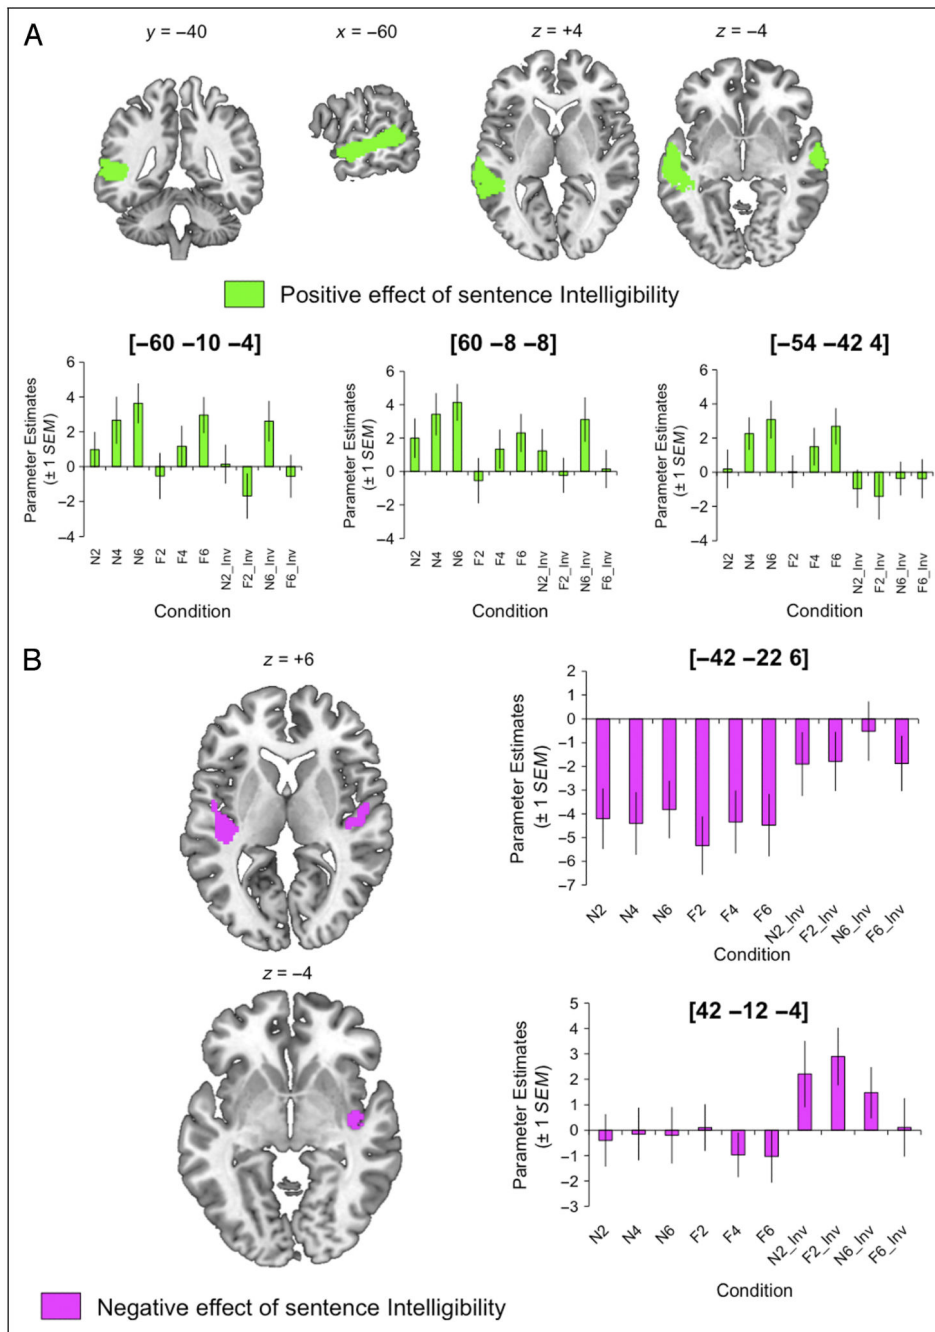 A
y = −40
x = −60
z = +4
z = −4
Positive effect of sentence Intelligibility
[−60 −10 −4]
Parameter Estimates
(± 1 SEM)
6
4
2
0
−2
−4
N2
N4
N6
F2
F4
F6
N2_Inv
F2_Inv
N6_Inv
F6_Inv
Condition
[60 −8 −8]
Parameter Estimates
(± 1 SEM)
6
4
2
0
−2
−4
N2
N4
N6
F2
F4
F6
N2_Inv
F2_Inv
N6_Inv
F6_Inv
Condition
[−54 −42 4]
Parameter Estimates
(± 1 SEM)
6
4
2
0
−2
−4
N2
N4
N6
F2
F4
F6
N2_Inv
F2_Inv
N6_Inv
F6_Inv
Condition
B
z = +6
[−42 −22 6]
Parameter Estimates
(± 1 SEM)
2
1
0
−1
−2
−3
−4
−5
−6
−7
N2
N4
N6
F2
F4
F6
N2_Inv
F2_Inv
N6_Inv
F6_Inv
Condition
z = −4
[42 −12 −4]
Parameter Estimates
(± 1 SEM)
5
4
3
2
1
0
−1
−2
−3
N2
N4
N6
F2
F4
F6
N2_Inv
F2_Inv
N6_Inv
F6_Inv
Condition
Negative effect of sentence Intelligibility